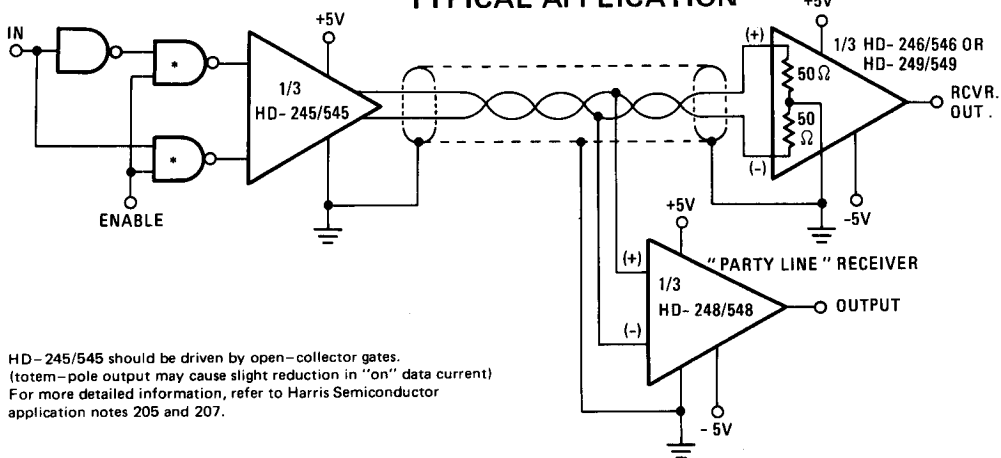 TYPICAL APPLICATION
IN
+5V
+5V
(+)
1/3 HD-246/546 OR
HD-249/549
50Ω
50
Ω
RCVR.
OUT.
*
*
1/3
HD-245/545
(-)
-5V
ENABLE
+5V
"PARTY LINE" RECEIVER
(+)
1/3
HD-248/548
(-)
OUTPUT
-5V
HD-245/545 should be driven by open-collector gates.
(totem-pole output may cause slight reduction in "on" data current)
For more detailed information, refer to Harris Semiconductor
application notes 205 and 207.